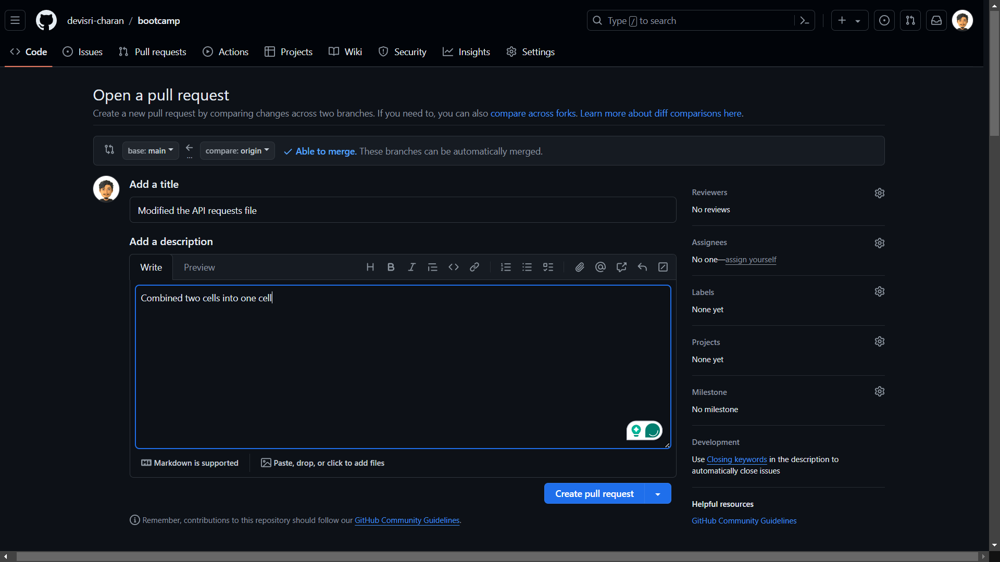 devisri-charan / bootcamp
Type / to search
Code
Issues
Pull requests
Actions
Projects
Wiki
Security
Insights
Settings
Open a pull request
Create a new pull request by comparing changes across two branches. If you need to, you can also compare across forks. Learn more about diff comparisons here.
base: main
...
compare: origin
Able to merge. These branches can be automatically merged.
Add a title
Modified the API requests file
Add a description
Write
Preview
Combined two cells into one cell
Markdown is supported
Paste, drop, or click to add files
Create pull request
Remember, contributions to this repository should follow our GitHub Community Guidelines.
Reviewers
No reviews
Assignees
No one—assign yourself
Labels
None yet
Projects
None yet
Milestone
No milestone
Development
Use Closing keywords in the description to
automatically close issues
Helpful resources
GitHub Community Guidelines